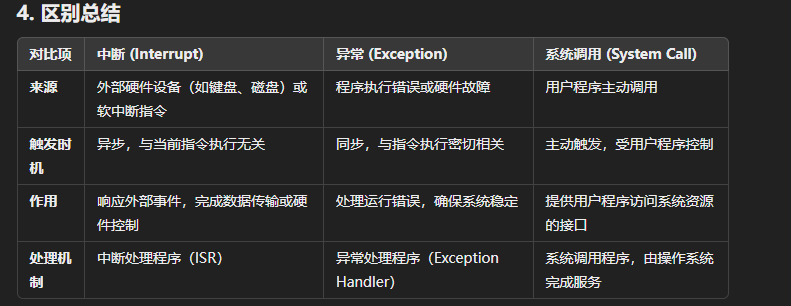 4. 区别总结
对比项 中断 (Interrupt) 异常 (Exception) 系统调用 (System Call)
来源 外部硬件设备（如键盘、磁盘）或 程序执行错误或硬件故障 用户程序主动调用
软中断指令
触发时 异步，与当前指令执行无关 同步，与指令执行密切相关 主动触发，受用户程序控制
机
作用 响应外部事件，完成数据传输或硬 处理运行错误，确保系统稳定 提供用户程序访问系统资源
件控制 的接口
处理机 中断处理程序（ISR） 异常处理程序（Exception 系统调用程序，由操作系统
制 Handler） 完成服务